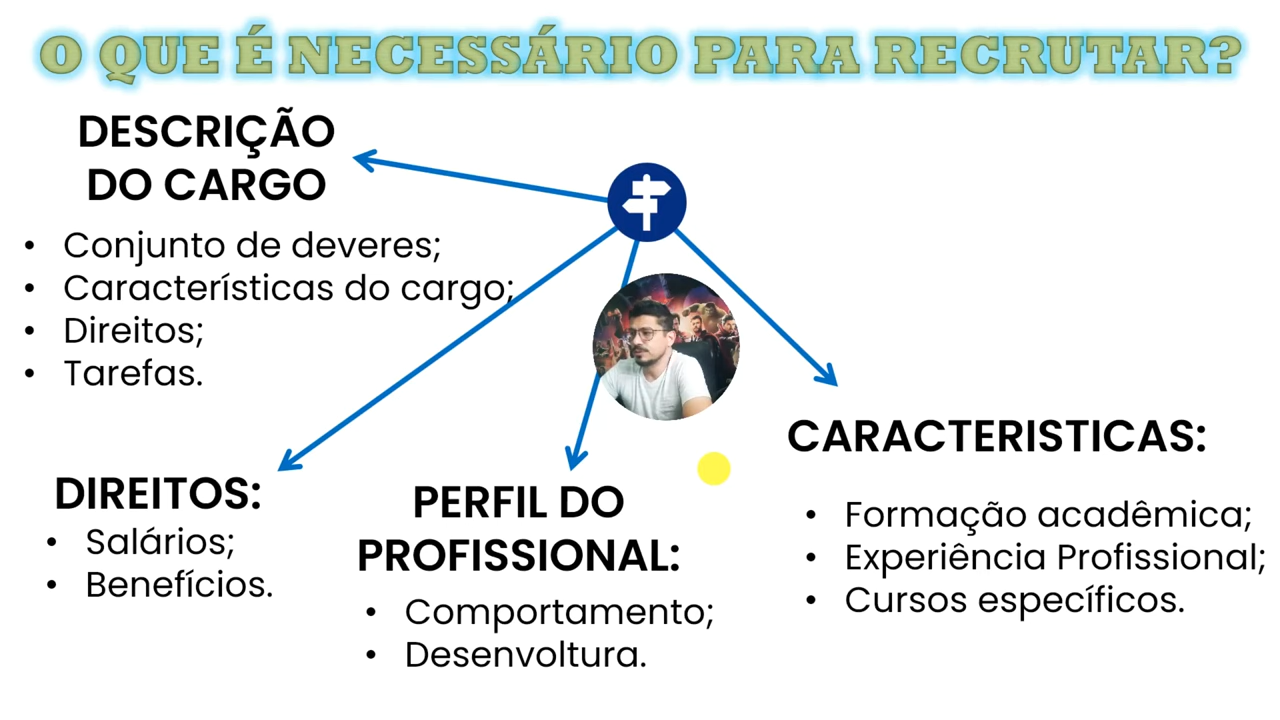 O QUE É NECESSÁRIO PARA RECRUTAR?
DESCRIÇÃO
DO CARGO
• Conjunto de deveres;
• Características do cargo;
• Direitos;
• Tarefas.
DIREITOS:
• Salários;
• Benefícios.
PERFIL DO
PROFISSIONAL:
• Comportamento;
• Desenvoltura.
CARACTERISTICAS:
• Formação acadêmica;
• Experiência Profissional;
• Cursos específicos.